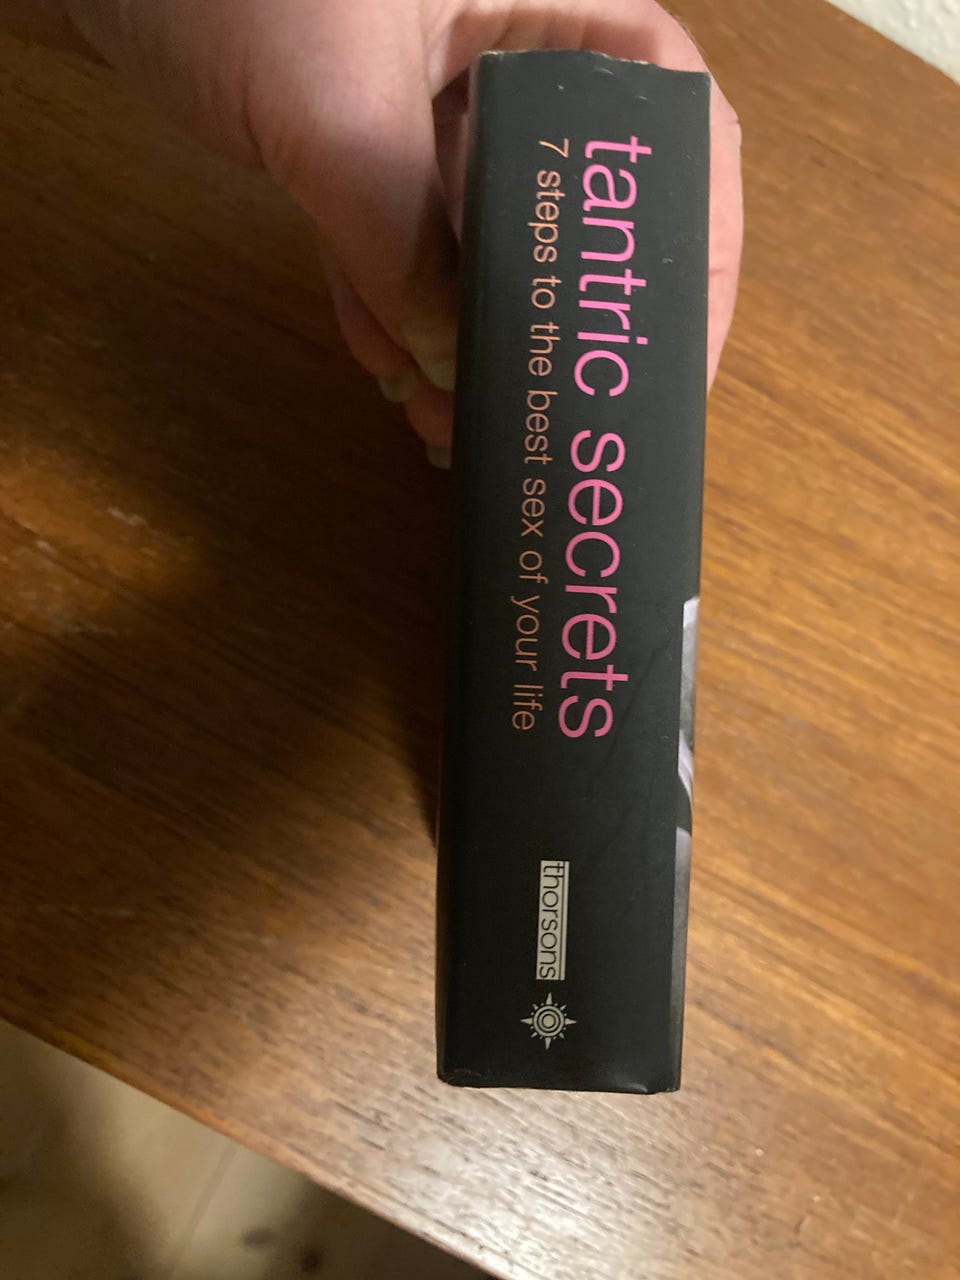 tantric secrets
7 steps to the best sex of your life
thorsons